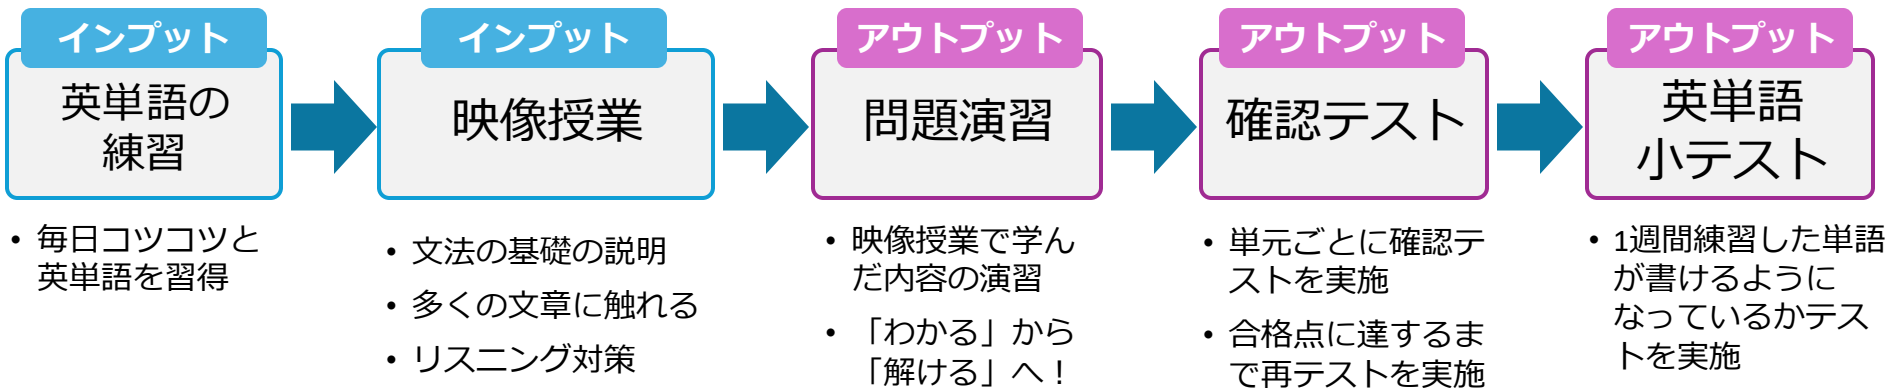 インプット
英単語の
練習
• 毎日コツコツと
英単語を習得
インプット
映像授業
• 文法の基礎の説明
• 多くの文章に触れる
• リスニング対策
アウトプット
問題演習
• 映像授業で学ん
だ内容の演習
• 「わかる」から
「解ける」へ！
アウトプット
確認テスト
• 単元ごとに確認テ
ストを実施
• 合格点に達するま
で再テストを実施
アウトプット
英単語
小テスト
• 1週間練習した単語
が書けるように
なっているかテス
トを実施